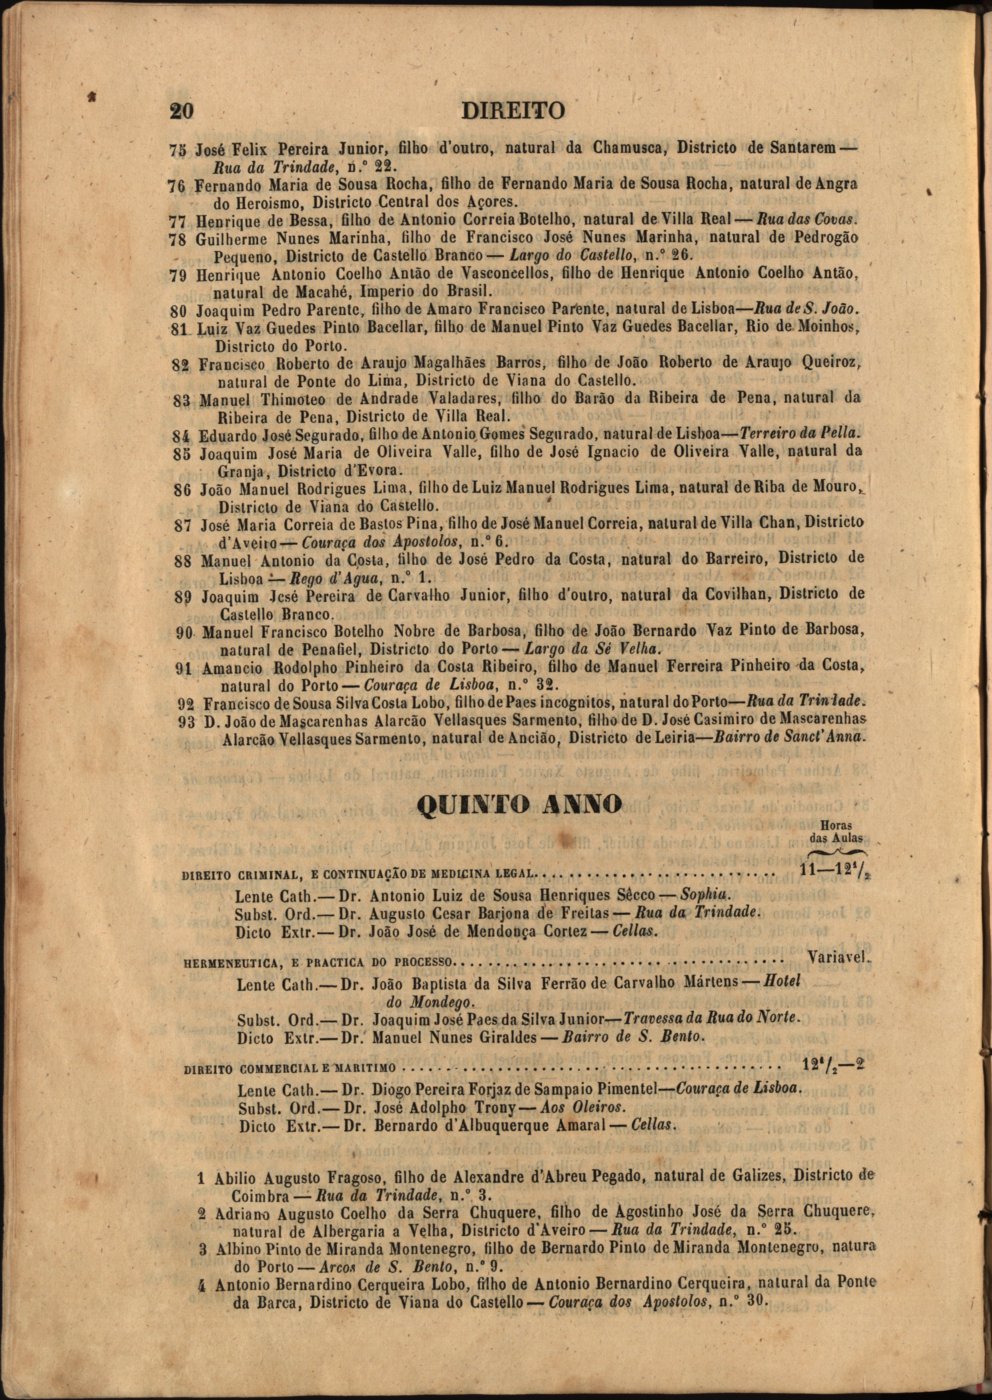 20 DIREITO
75 José Felix Pereira Junior, filho d'outro, natural da Chamusca, Districto de Santarem—
Rua da Trindade, n.º 22.
76 Fernando Maria de Sousa Rocha, filho de Fernando Maria de Sousa Rocha, natural de Angra
do Heroismo, Districto Central dos Açores.
77 Henrique de Bessa, filho de Antonio Correia Botelho, natural de Villa Real — Rua das Covas.
78 Guilherme Nunes Marinha, filho de Francisco José Nunes Marinha, natural de Pedrogão
Pequeno, Districto de Castello Branco — Largo do Castello, n.º 26.
79 Henrique Antonio Coelho Antão de Vasconcellos, filho de Henrique Antonio Coelho Antão,
natural de Macahé, Imperio do Brasil.
80 Joaquim Pedro Parente, filho de Amaro Francisco Parente, natural de Lisboa—Rua de S. João.
81 Luiz Vaz Guedes Pinto Bacellar, filho de Manuel Pinto Vaz Guedes Bacellar, Rio de Moinhos,
Districto do Porto.
82 Francisco Roberto de Araujo Magalhães Barros, filho de João Roberto de Araujo Queiroz,
natural de Ponte do Lima, Districto de Viana do Castello.
83 Manuel Thimoteo de Andrade Valadares, filho do Barão da Ribeira de Pena, natural da
Ribeira de Pena, Districto de Villa Real.
84 Eduardo José Segurado, filho de Antonio Gomes Segurado, natural de Lisboa—Terreiro da Pella.
85 Joaquim José Maria de Oliveira Valle, filho de José Ignacio de Oliveira Valle, natural da
Granja, Districto d'Evora.
86 João Manuel Rodrigues Lima, filho de Luiz Manuel Rodrigues Lima, natural de Riba de Mouro,
Districto de Viana do Castello.
87 José Maria Correia de Bastos Pina, filho de José Manuel Correia, natural de Villa Chan, Districto
d'Aveiro — Couraça dos Apostolos, n.º 6.
88 Manuel Antonio da Costa, filho de José Pedro da Costa, natural do Barreiro, Districto de
Lisboa — Rego d'Agua, n.º 1.
89 Joaquim José Pereira de Carvalho Junior, filho d'outro, natural da Covilhan, Districto de
Castello Branco.
90 Manuel Francisco Botelho Nobre de Barbosa, filho de João Bernardo Vaz Pinto de Barbosa,
natural de Penafiel, Districto do Porto — Largo da Sé Velha.
91 Amancio Rodolpho Pinheiro da Costa Ribeiro, filho de Manuel Ferreira Pinheiro da Costa,
natural do Porto — Couraça de Lisboa, n.º 32.
92 Francisco de Sousa Silva Costa Lobo, filho de Paes incognitos, natural do Porto—Rua da Trindade.
93 D. João de Mascarenhas Alarcão Vellasques Sarmento, filho de D. José Casimiro de Mascarenhas
Alarcão Vellasques Sarmento, natural de Ancião, Districto de Leiria—Bairro de Sanct'Anna.
QUINTO ANNO
Horas
das Aulas
DIREITO CRIMINAL, E CONTINUAÇÃO DE MEDICINA LEGAL............................ 11—12 1/2
Lente Cath.— Dr. Antonio Luiz de Sousa Henriques Sêcco — Sophia.
Subst. Ord.— Dr. Augusto Cesar Barjona de Freitas — Rua da Trindade.
Dicto Extr.— Dr. João José de Mendonça Cortez — Cellas.
HERMENEUTICA, E PRACTICA DO PROCESSO...................................... Variavel.
Lente Cath.— Dr. João Baptista da Silva Ferrão de Carvalho Mártens — Hotel
do Mondego.
Subst. Ord.— Dr. Joaquim José Paes da Silva Junior—Travessa da Rua do Norte.
Dicto Extr.— Dr. Manuel Nunes Giraldes — Bairro de S. Bento.
DIREITO COMMERCIAL E MARITIMO ............................................ 12 1/2—2
Lente Cath.— Dr. Diogo Pereira Forjaz de Sampaio Pimentel—Couraça de Lisboa.
Subst. Ord.— Dr. José Adolpho Trony — Aos Oleiros.
Dicto Extr.— Dr. Bernardo d'Albuquerque Amaral — Cellas.
1 Abilio Augusto Fragoso, filho de Alexandre d'Abreu Pegado, natural de Galizes, Districto de
Coimbra — Rua da Trindade, n.º 3.
2 Adriano Augusto Coelho da Serra Chuquere, filho de Agostinho José da Serra Chuquere,
natural de Albergaria a Velha, Districto d'Aveiro — Rua da Trindade, n.º 25.
3 Albino Pinto de Miranda Montenegro, filho de Bernardo Pinto de Miranda Montenegro, natura
do Porto — Arcos de S. Bento, n.º 9.
4 Antonio Bernardino Cerqueira Lobo, filho de Antonio Bernardino Cerqueira, natural da Ponte
da Barca, Districto de Viana do Castello — Couraça dos Apostolos, n.º 30.